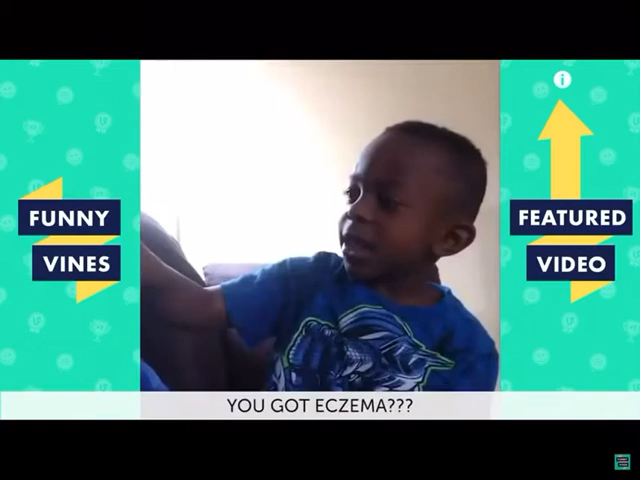 FUNNY
VINES
FEATURED
VIDEO
YOU GOT ECZEMA???